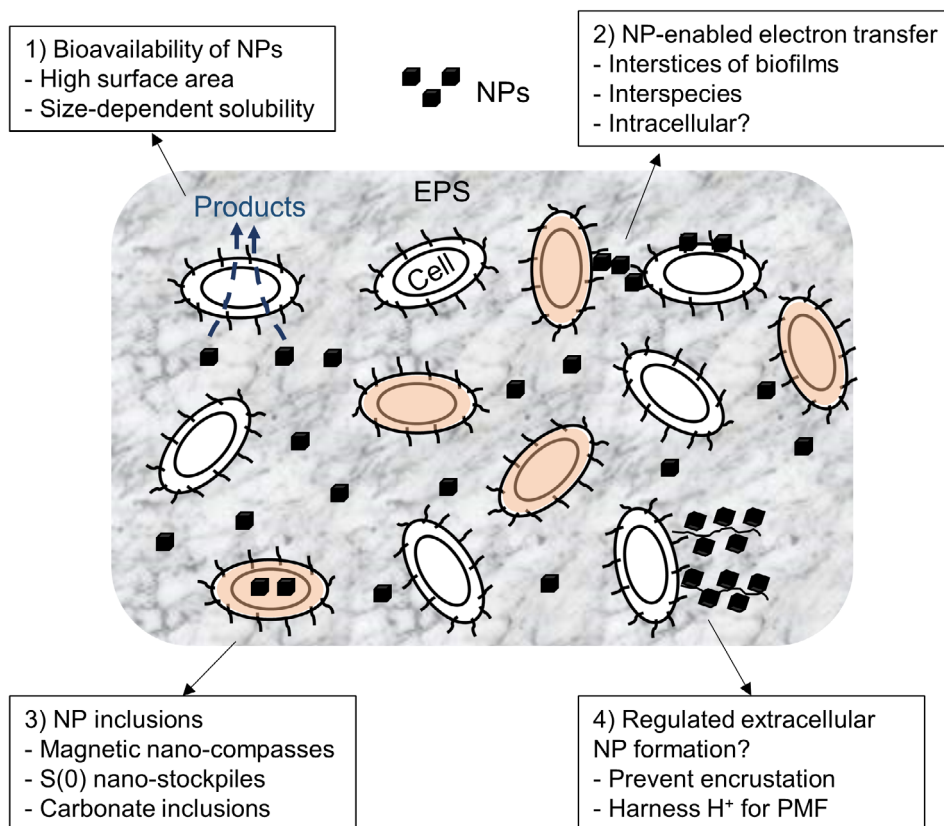 1) Bioavailability of NPs
- High surface area
- Size-dependent solubility
NPs
2) NP-enabled electron transfer
- Interstices of biofilms
- Interspecies
- Intracellular?
EPS
Products
Cell
3) NP inclusions
- Magnetic nano-compasses
- S(0) nano-stockpiles
- Carbonate inclusions
4) Regulated extracellular
NP formation?
- Prevent encrustation
- Harness H⁺ for PMF